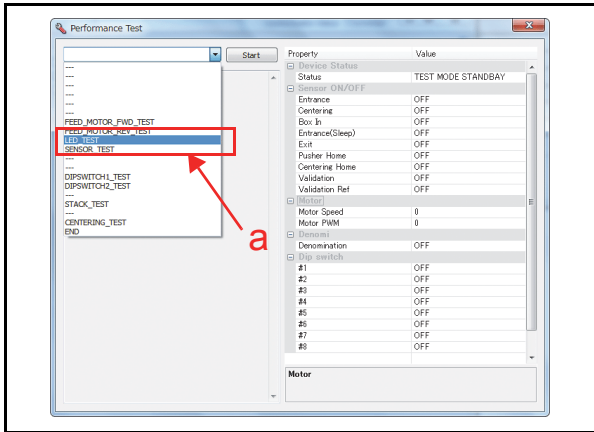 Performance Test
x
Start
---
---
---
---
---
---
FEED_MOTOR_FWD_TEST
FEED_MOTOR_REV_TEST
LED_TEST
SENSOR_TEST
---
---
DIPSWITCH1_TEST
DIPSWITCH2_TEST
---
STACK_TEST
---
CENTERING_TEST
END
a
Property Value
Device Status
Status TEST MODE STANDBAY
Sensor ON/OFF
Entrance OFF
Centering OFF
Box In OFF
Entrance(Sleep) OFF
Exit OFF
Pusher Home OFF
Centering Home OFF
Validation OFF
Validation Ref OFF
Motor
Motor Speed 0
Motor PWM 0
Denomi
Denomination OFF
Dip switch
#1 OFF
#2 OFF
#3 OFF
#4 OFF
#5 OFF
#6 OFF
#7 OFF
#8 OFF
Motor